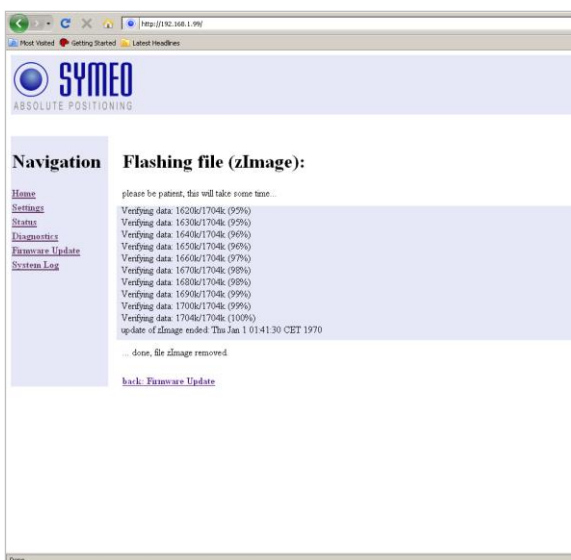 http://192.168.1.99/
Most Visited Getting Started Latest Headlines
SYMEO
ABSOLUTE POSITIONING
Navigation
Home
Settings
Status
Diagnostics
Firmware Update
System Log
Flashing file (zImage):
please be patient, this will take some time...
Verifying data: 1620k/1704k (95%)
Verifying data: 1630k/1704k (95%)
Verifying data: 1640k/1704k (96%)
Verifying data: 1650k/1704k (96%)
Verifying data: 1660k/1704k (97%)
Verifying data: 1670k/1704k (98%)
Verifying data: 1680k/1704k (98%)
Verifying data: 1690k/1704k (99%)
Verifying data: 1700k/1704k (99%)
Verifying data: 1704k/1704k (100%)
update of zImage ended: Thu Jan 1 01:41:30 CET 1970
... done, file zImage removed.
back: Firmware Update